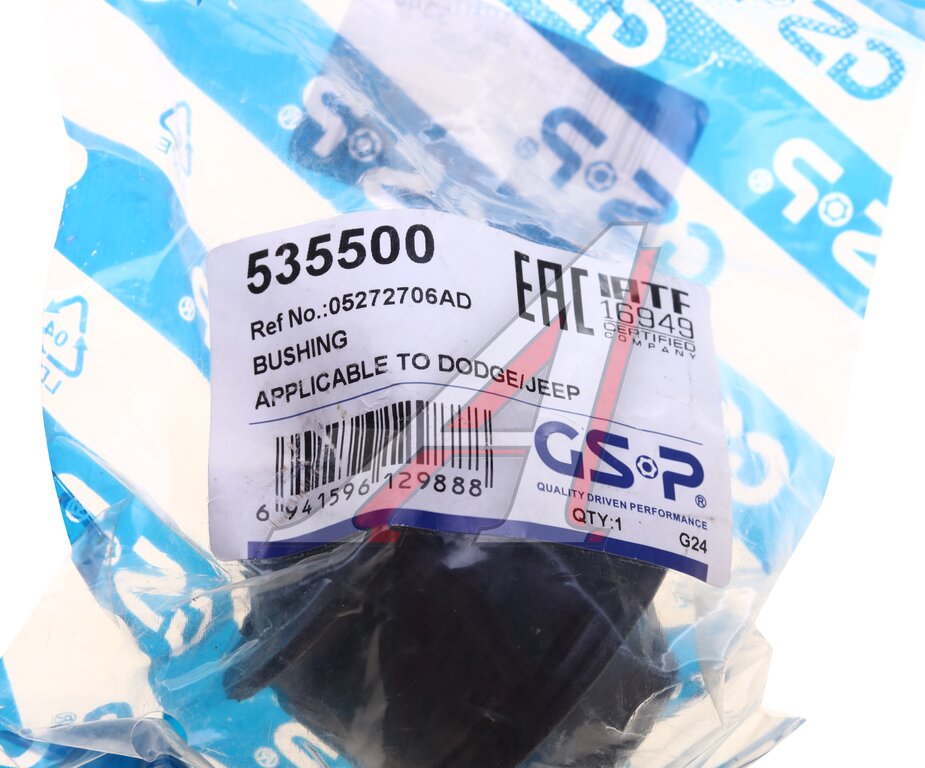 535500
Ref No.:05272706AD
BUSHING
APPLICABLE TO DODGE/JEEP
EAC
IATF
16949
CERTIFIED
COMPANY
6 941596 129888
GSP
QUALITY DRIVEN PERFORMANCE
QTY:1
G24